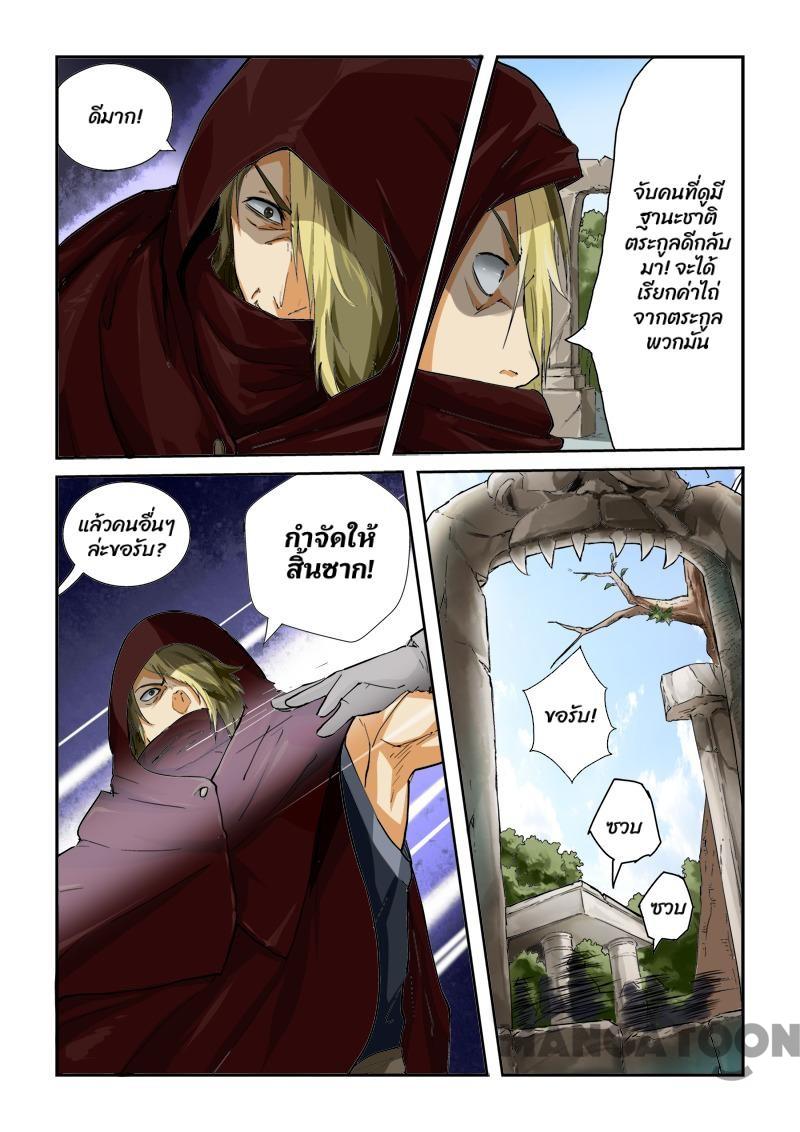 ดีมาก!
จับคนที่ดูมี
ฐานะชาติ
ตระกูลดีกลับ
มา! จะได้
เรียกค่าไถ่
จากตระกูล
พวกมัน
แล้วคนอื่นๆ
ล่ะขอรับ?
กำจัดให้
สิ้นซาก!
ขอรับ!
ซวบ
ซวบ
MANGATOON